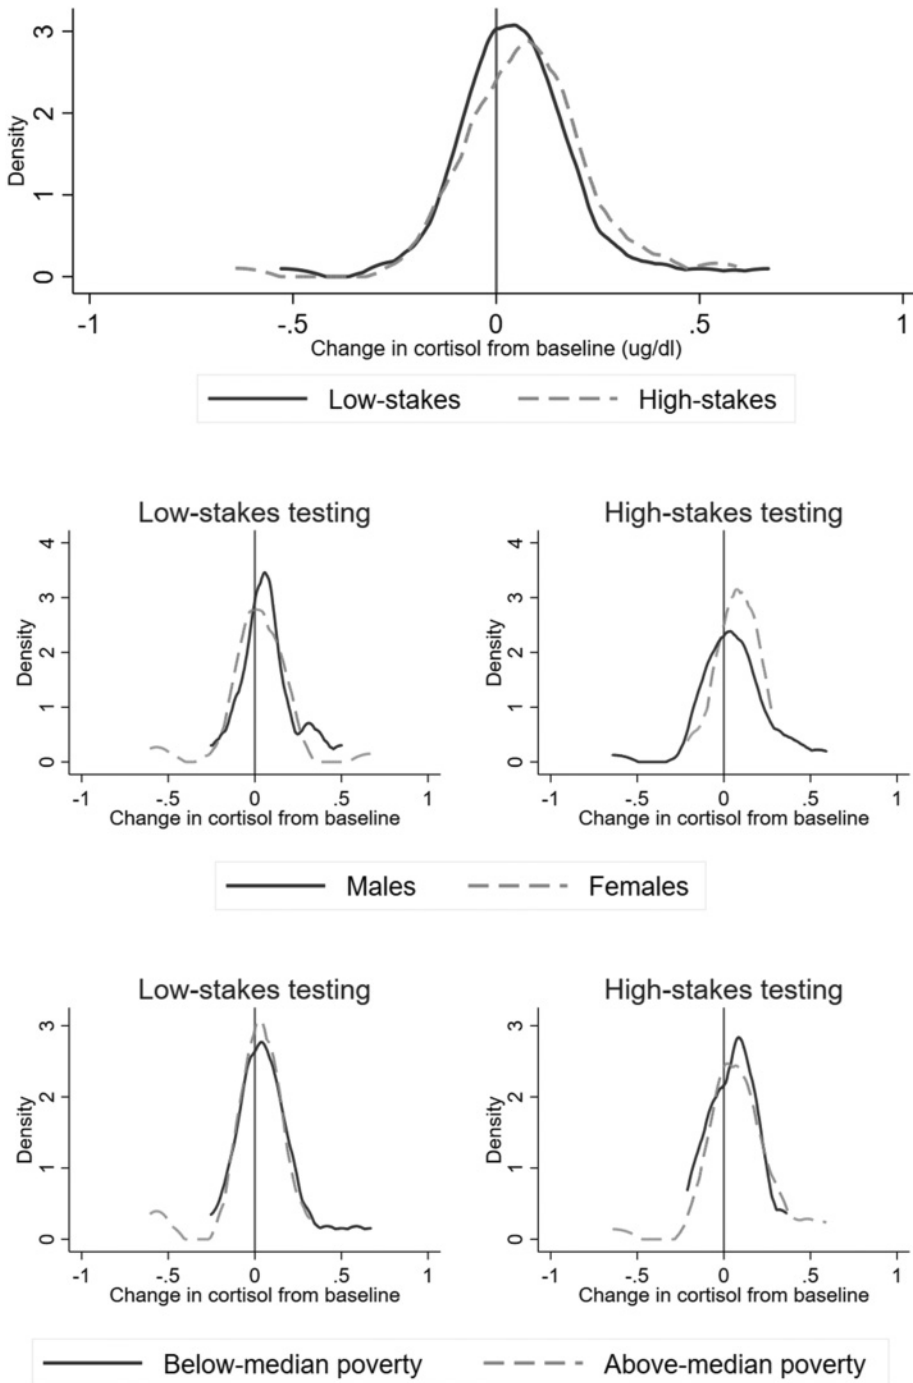 3
2
1
0
Density
-1 -.5 0 .5 1
Change in cortisol from baseline (ug/dl)
Low-stakes High-stakes
Low-stakes testing High-stakes testing
4 4
3 3
2 2
1 1
0 0
Density Density
-1 -.5 0 .5 1 -1 -.5 0 .5 1
Change in cortisol from baseline Change in cortisol from baseline
Males Females
Low-stakes testing High-stakes testing
3 3
2 2
1 1
0 0
Density Density
-1 -.5 0 .5 1 -1 -.5 0 .5 1
Change in cortisol from baseline Change in cortisol from baseline
Below-median poverty Above-median poverty